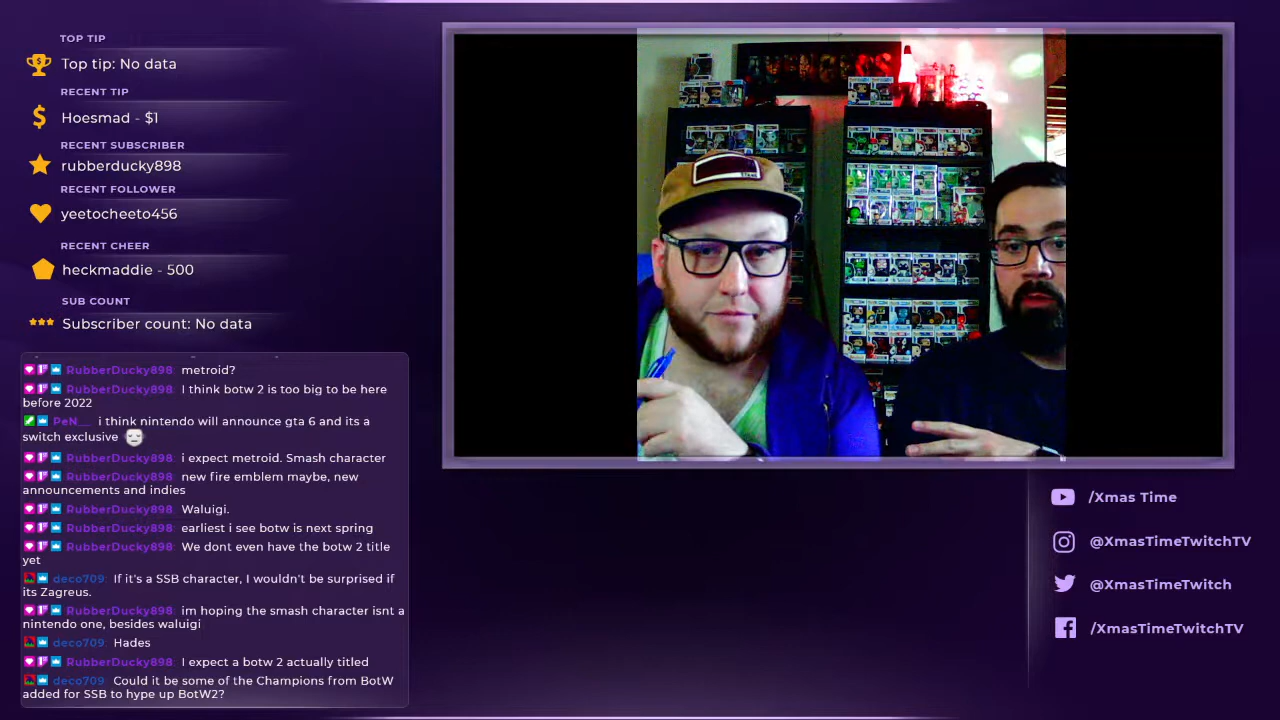 TOP TIP
Top tip: No data
RECENT TIP
Hoesmad - $1
RECENT SUBSCRIBER
rubberducky898
RECENT FOLLOWER
yeetocheeto456
RECENT CHEER
heckmaddie - 500
SUB COUNT
Subscriber count: No data
RubberDucky898: metroid?
RubberDucky898: I think botw 2 is too big to be here
before 2022
PeN__: i think nintendo will announce gta 6 and its a
switch exclusive
RubberDucky898: i expect metroid. Smash character
RubberDucky898: new fire emblem maybe, new
announcements and indies
RubberDucky898: Waluigi.
RubberDucky898: earliest i see botw is next spring
RubberDucky898: We dont even have the botw 2 title
yet
deco709: If it's a SSB character, I wouldn't be surprised if
its Zagreus.
RubberDucky898: im hoping the smash character isnt a
nintendo one, besides waluigi
deco709: Hades
RubberDucky898: I expect a botw 2 actually titled
deco709: Could it be some of the Champions from BotW
added for SSB to hype up BotW2?
/Xmas Time
@XmasTimeTwitchTV
@XmasTimeTwitch
/XmasTimeTwitchTV